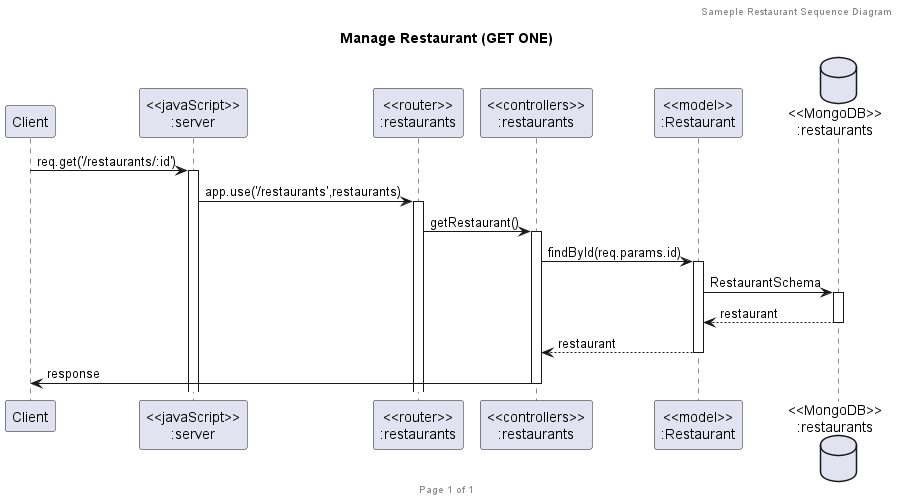 Sameple Restaurant Sequence Diagram
Manage Restaurant (GET ONE)
Client
<<javaScript>>
:server
<<router>>
:restaurants
<<controllers>>
:restaurants
<<model>>
:Restaurant
<<MongoDB>>
:restaurants
req.get('/restaurants/:id')
app.use('/restaurants',restaurants)
getRestaurant()
findById(req.params.id)
RestaurantSchema
restaurant
restaurant
response
Client
<<javaScript>>
:server
<<router>>
:restaurants
<<controllers>>
:restaurants
<<model>>
:Restaurant
<<MongoDB>>
:restaurants
Page 1 of 1